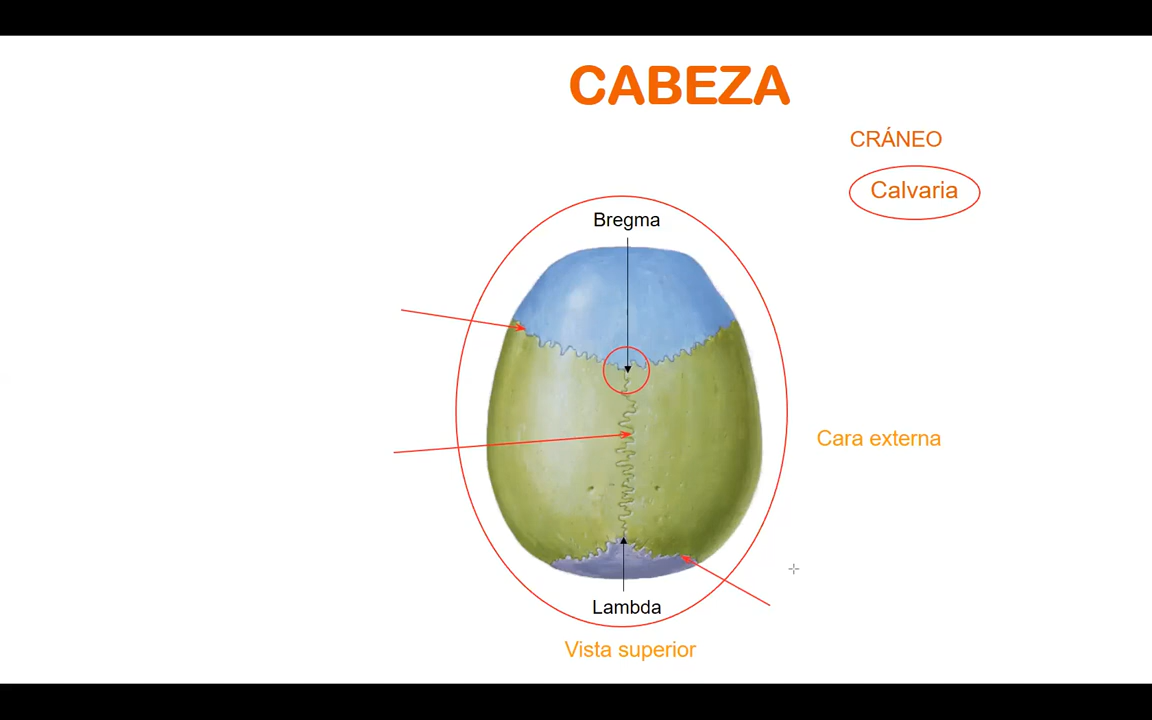 CABEZA
CRÁNEO
Calvaria
Bregma
Cara externa
Lambda
Vista superior